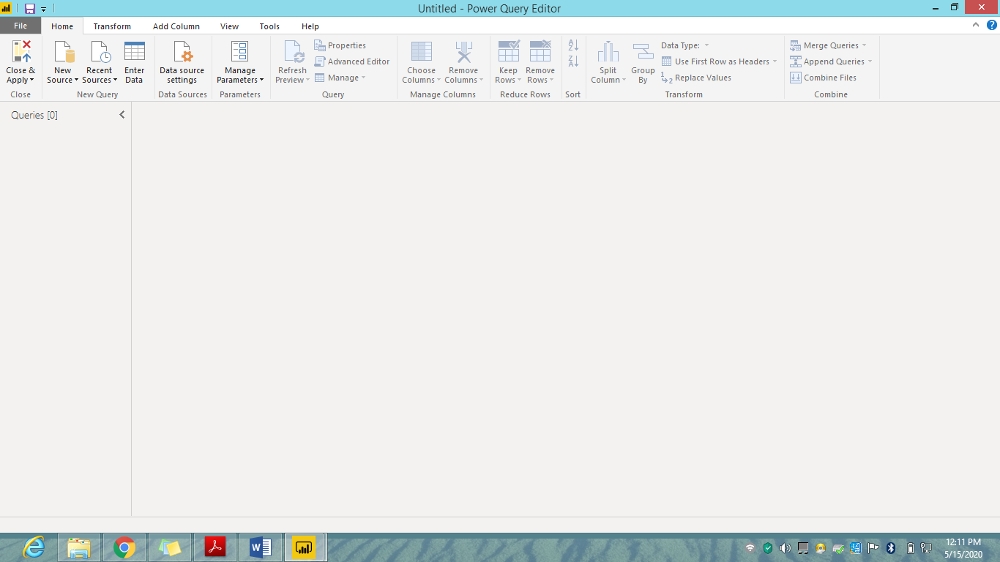 Untitled - Power Query Editor
File Home Transform Add Column View Tools Help
Close & Apply
New Source
Recent Sources
Enter Data
Data source settings
Manage Parameters
Refresh Preview
Properties
Advanced Editor
Manage
Choose Columns
Remove Columns
Keep Rows
Remove Rows
Split Column
Group By
Data Type:
Use First Row as Headers
Replace Values
Merge Queries
Append Queries
Combine Files
Close New Query Data Sources Parameters Query Manage Columns Reduce Rows Sort Transform Combine
Queries [0]
12:11 PM
5/15/2020